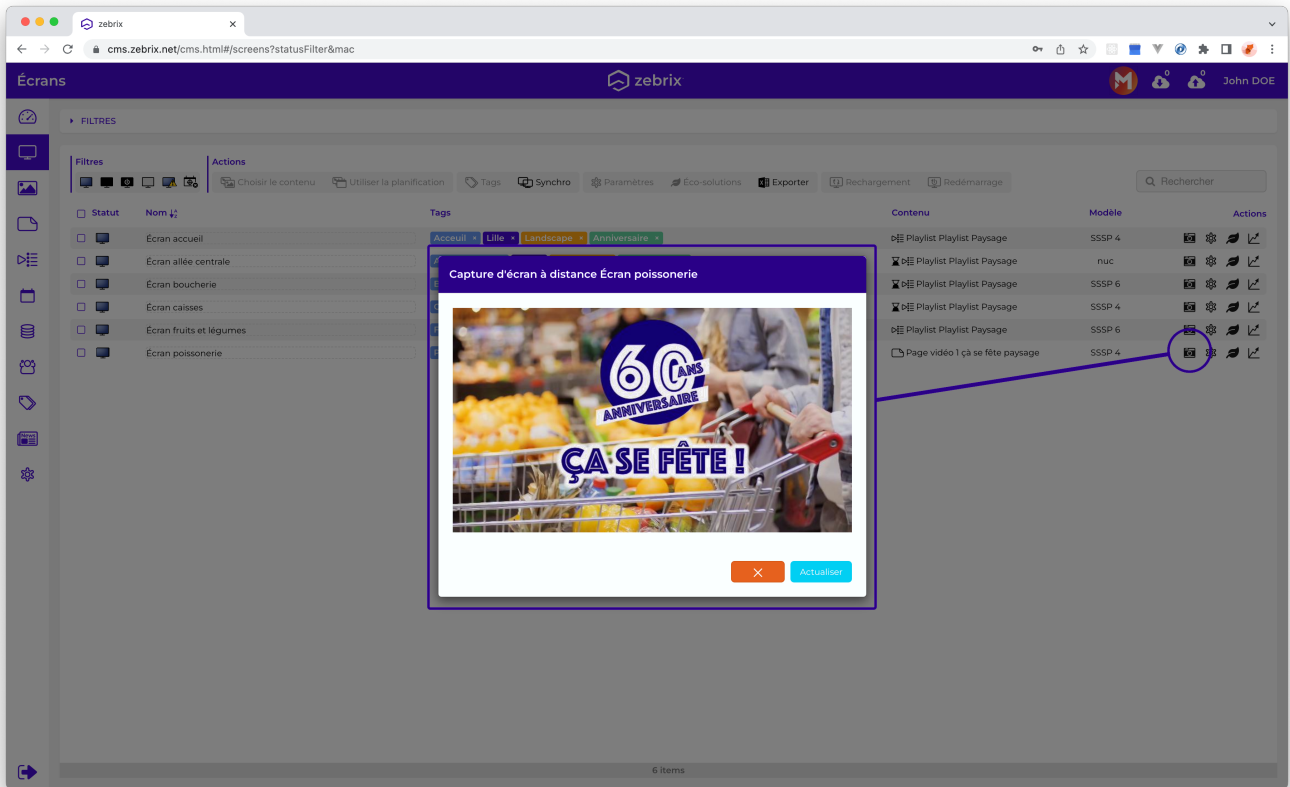 zebrix
cms.zebrix.net/cms.html#/screens?statusFilter&mac
Écrans
zebrix
0
0
John DOE
FILTRES
Filtres
Actions
Choisir le contenu
Utiliser la planification
Tags
Synchro
Paramètres
Éco-solutions
Exporter
Rechargement
Redémarrage
Rechercher
Statut Nom Tags Contenu Modèle Actions
Écran accueil Acceuil × Lille × Landscape × Anniversaire × Playlist Playlist Paysage SSSP 4
Écran allée centrale Playlist Playlist Paysage nuc
Écran boucherie Playlist Playlist Paysage SSSP 6
Écran caisses Playlist Playlist Paysage SSSP 4
Écran fruits et légumes Playlist Playlist Paysage SSSP 6
Écran poissonerie Page vidéo 1 çà se fête paysage SSSP 4
Capture d'écran à distance Écran poissonerie
60
ANS
ANNIVERSAIRE
ÇA SE FÊTE !
Actualiser
NEWS
6 items